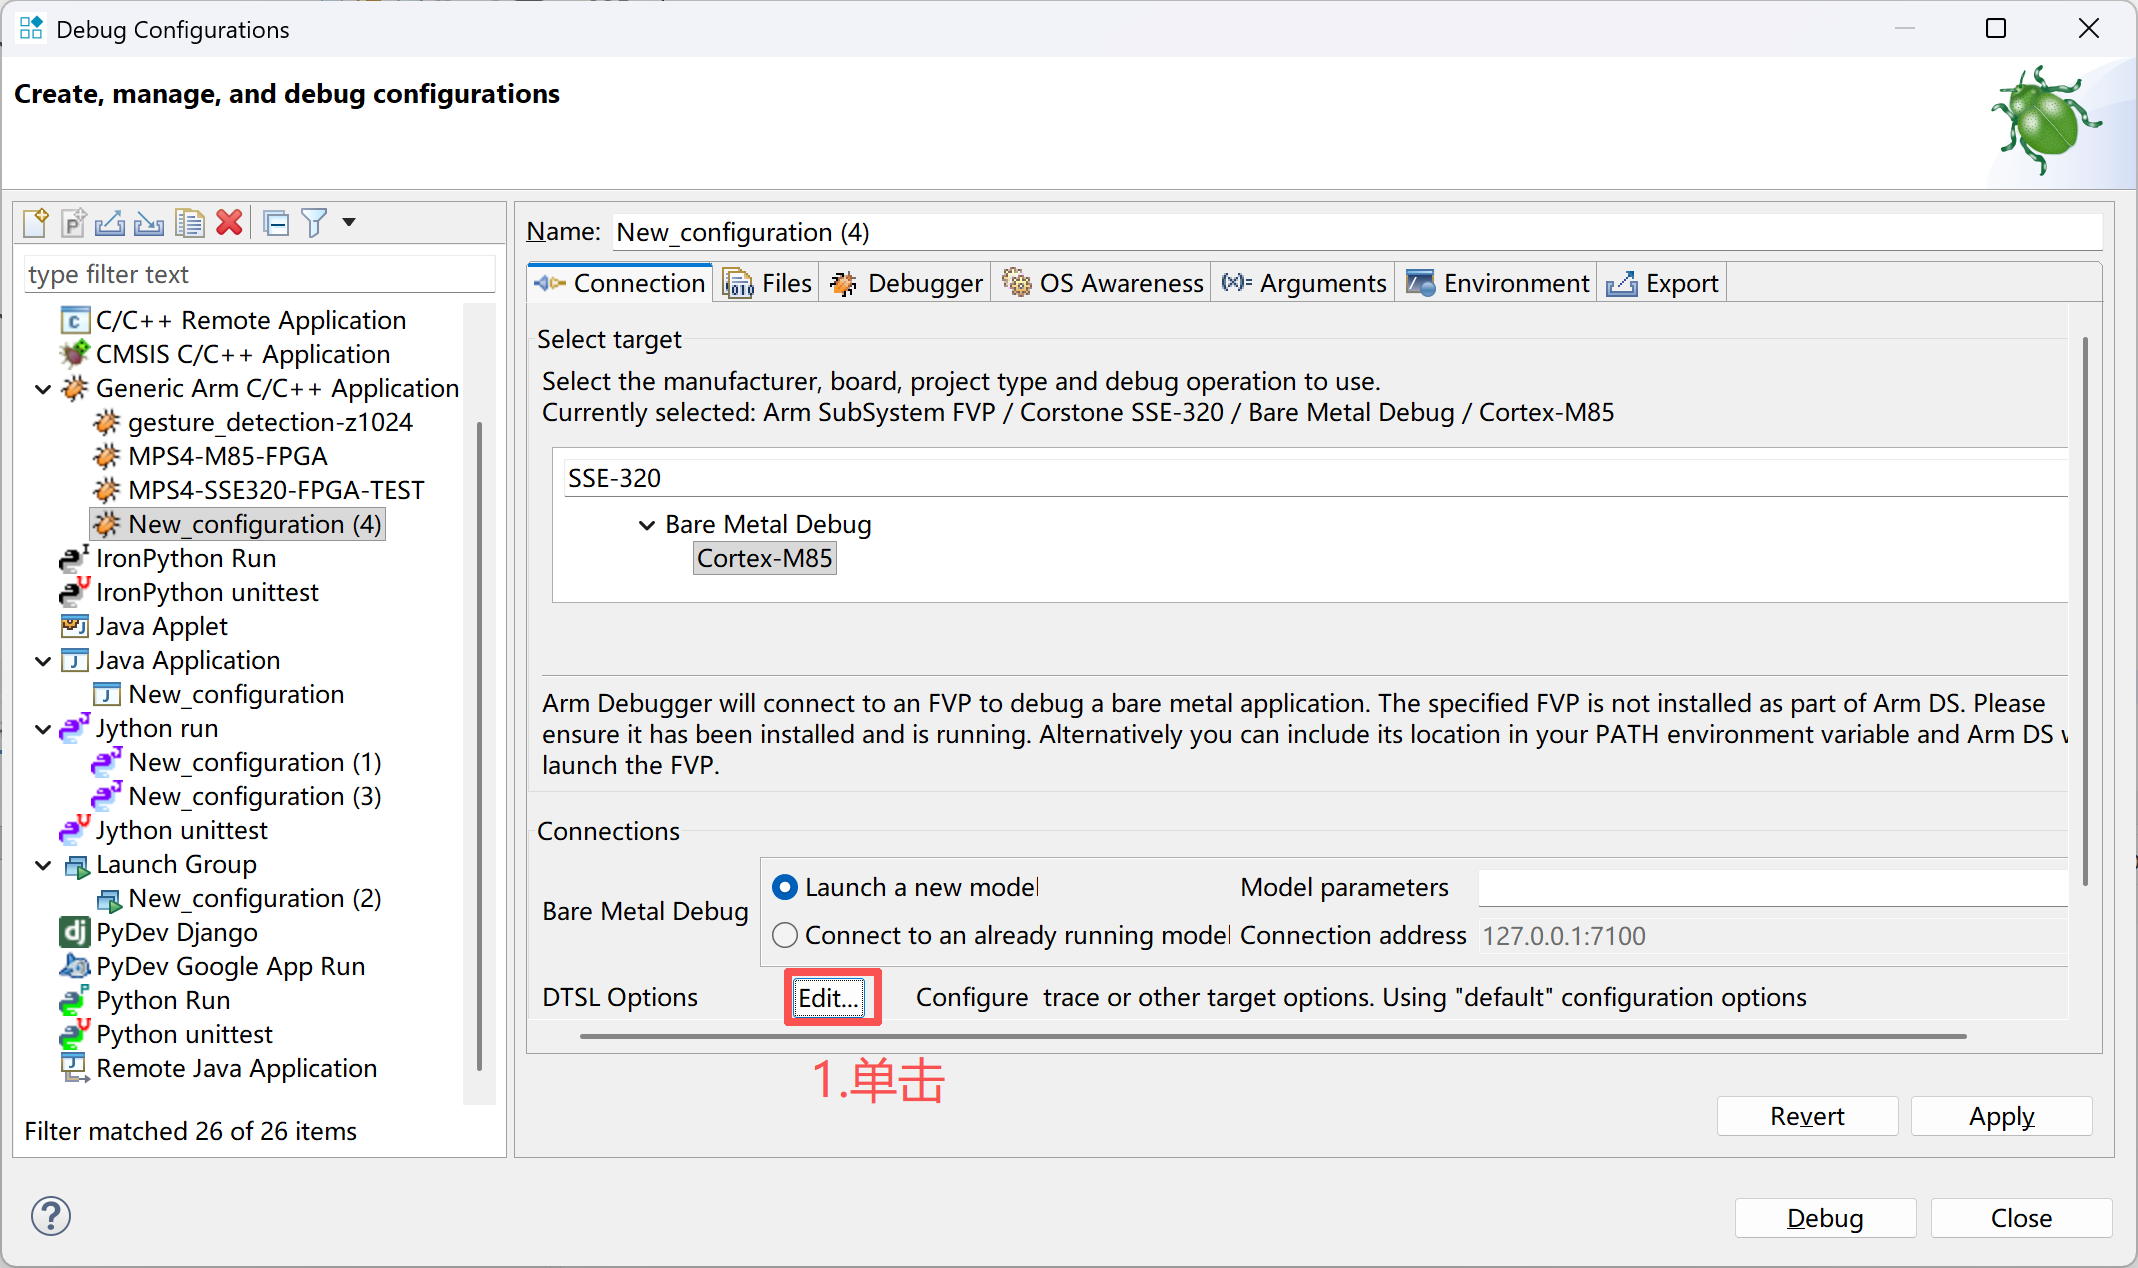 Debug Configurations
Create, manage, and debug configurations
type filter text
C/C++ Remote Application
CMSIS C/C++ Application
Generic Arm C/C++ Application
gesture_detection-z1024
MPS4-M85-FPGA
MPS4-SSE320-FPGA-TEST
New_configuration (4)
IronPython Run
IronPython unittest
Java Applet
Java Application
New_configuration
Jython run
New_configuration (1)
New_configuration (3)
Jython unittest
Launch Group
New_configuration (2)
PyDev Django
PyDev Google App Run
Python Run
Python unittest
Remote Java Application
Filter matched 26 of 26 items
Name: New_configuration (4)
Connection Files Debugger OS Awareness Arguments Environment Export
Select target
Select the manufacturer, board, project type and debug operation to use.
Currently selected: Arm SubSystem FVP / Corstone SSE-320 / Bare Metal Debug / Cortex-M85
SSE-320
Bare Metal Debug
Cortex-M85
Arm Debugger will connect to an FVP to debug a bare metal application. The specified FVP is not installed as part of Arm DS. Please
ensure it has been installed and is running. Alternatively you can include its location in your PATH environment variable and Arm DS
launch the FVP.
Connections
Bare Metal Debug
Launch a new model Model parameters
Connect to an already running model Connection address 127.0.0.1:7100
DTSL Options Edit... Configure trace or other target options. Using "default" configuration options
1.单击
Revert Apply
Debug Close